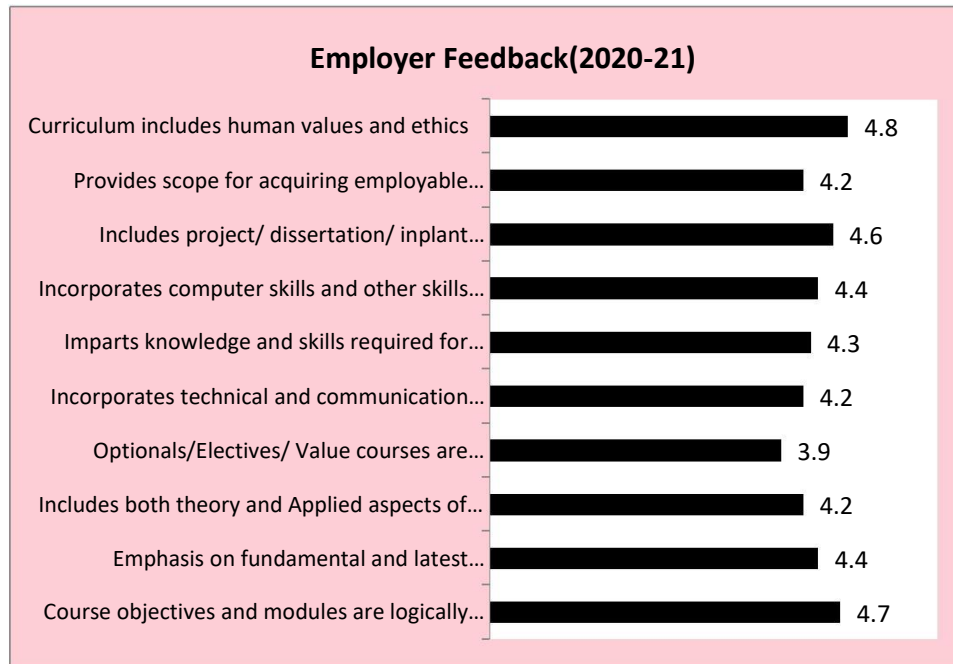 Employer Feedback(2020-21)
Curriculum includes human values and ethics 4.8
Provides scope for acquiring employable... 4.2
Includes project/ dissertation/ inplant... 4.6
Incorporates computer skills and other skills... 4.4
Imparts knowledge and skills required for... 4.3
Incorporates technical and communication... 4.2
Optionals/Electives/ Value courses are... 3.9
Includes both theory and Applied aspects of... 4.2
Emphasis on fundamental and latest... 4.4
Course objectives and modules are logically... 4.7